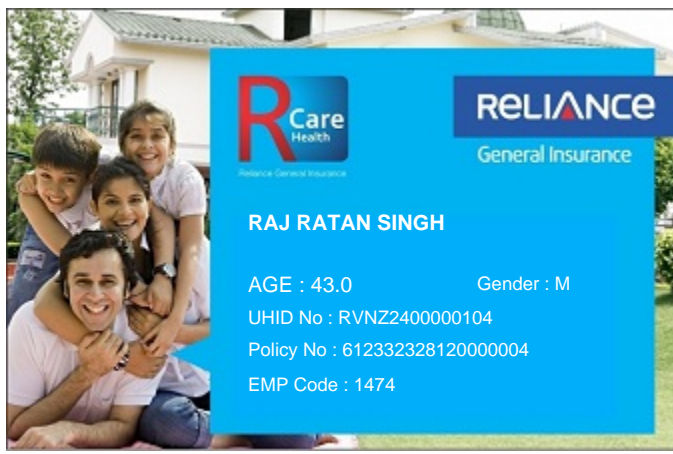 R Care
Health
Reliance General Insurance
RELIANCE
General Insurance
RAJ RATAN SINGH
AGE : 43.0 Gender : M
UHID No : RVNZ2400000104
Policy No : 612332328120000004
EMP Code : 1474